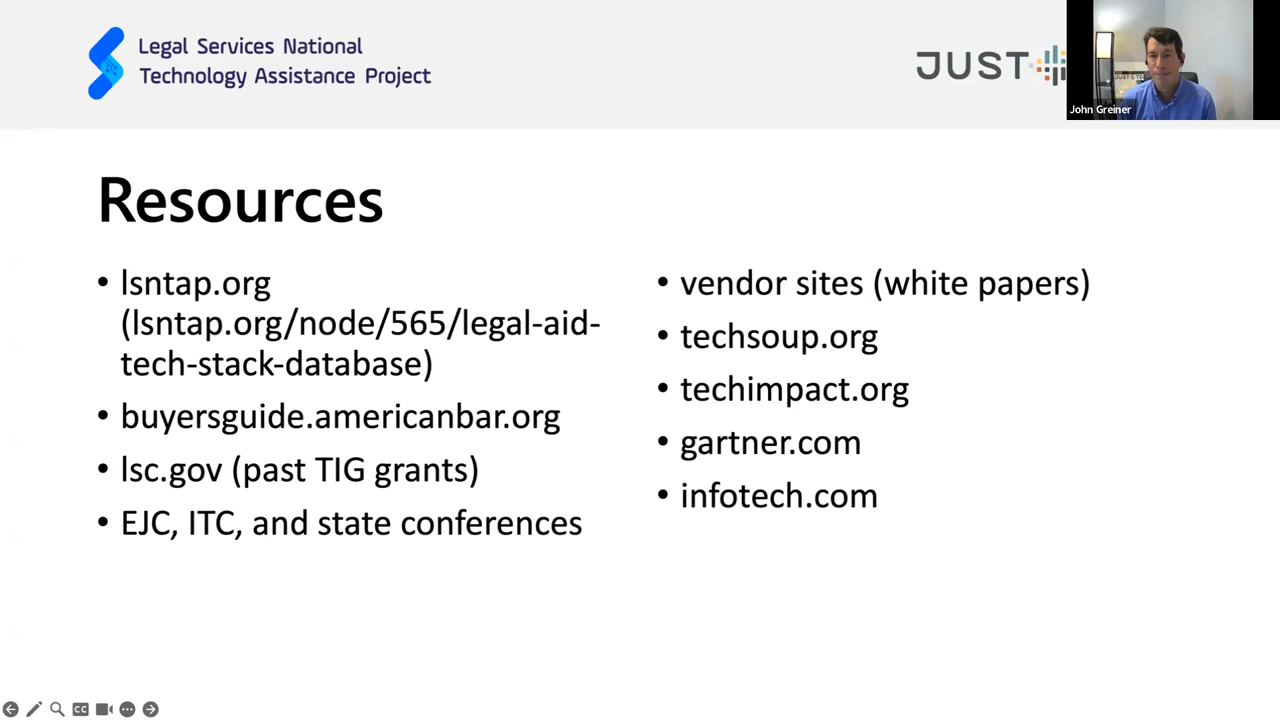 Legal Services National
Technology Assistance Project
JUST
John Greiner
Resources
• lsntap.org
(lsntap.org/node/565/legal-aid-
tech-stack-database)
• buyersguide.americanbar.org
• lsc.gov (past TIG grants)
• EJC, ITC, and state conferences
• vendor sites (white papers)
• techsoup.org
• techimpact.org
• gartner.com
• infotech.com
CC